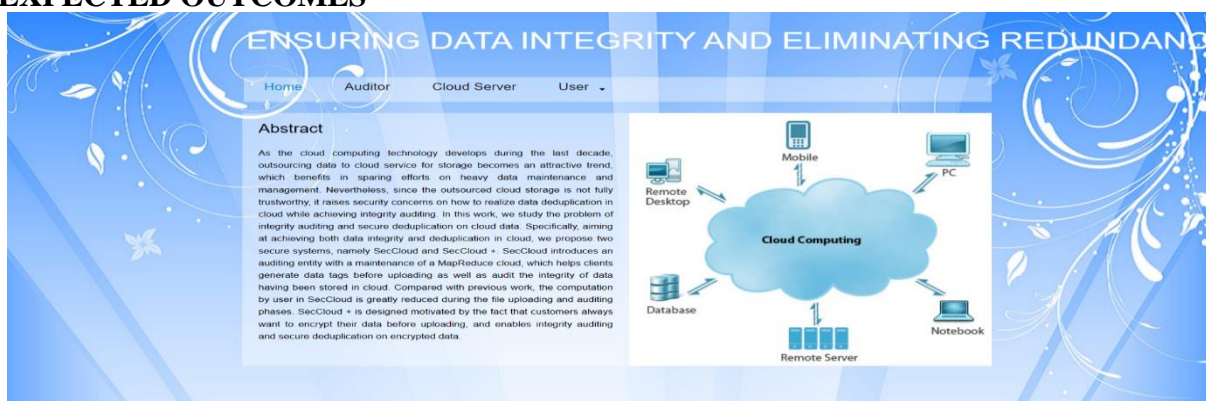 EXPECTED OUTCOMES
ENSURING DATA INTEGRITY AND ELIMINATING REDUNDANC
Home Auditor Cloud Server User
Abstract
As the cloud computing technology develops during the last decade,
outsourcing data to cloud service for storage becomes an attractive trend,
which benefits in sparing efforts on heavy data maintenance and
management. Nevertheless, since the outsourced cloud storage is not fully
trustworthy, it raises security concerns on how to realize data deduplication in
cloud while achieving integrity auditing. In this work, we study the problem of
integrity auditing and secure deduplication on cloud data. Specifically, aiming
at achieving both data integrity and deduplication in cloud, we propose two
secure systems, namely SecCloud and SecCloud +. SecCloud introduces an
auditing entity with a maintenance of a MapReduce cloud, which helps clients
generate data tags before uploading as well as audit the integrity of data
having been stored in cloud. Compared with previous work, the computation
by user in SecCloud is greatly reduced during the file uploading and auditing
phases. SecCloud + is designed motivated by the fact that customers always
want to encrypt their data before uploading, and enables integrity auditing
and secure deduplication on encrypted data.
Mobile
PC
Remote
Desktop
Cloud Computing
Database
Notebook
Remote Server